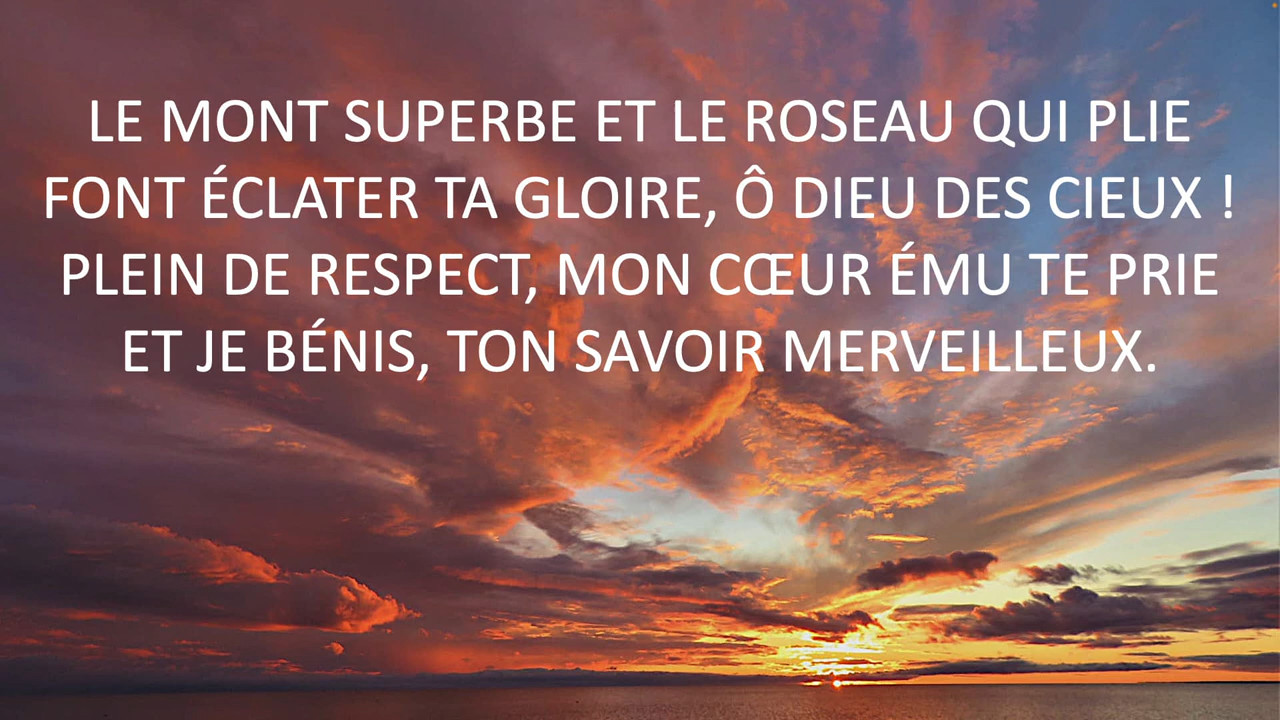 LE MONT SUPERBE ET LE ROSEAU QUI PLIE
FONT ÉCLATER TA GLOIRE, Ô DIEU DES CIEUX !
PLEIN DE RESPECT, MON CŒUR ÉMU TE PRIE
ET JE BÉNIS, TON SAVOIR MERVEILLEUX.